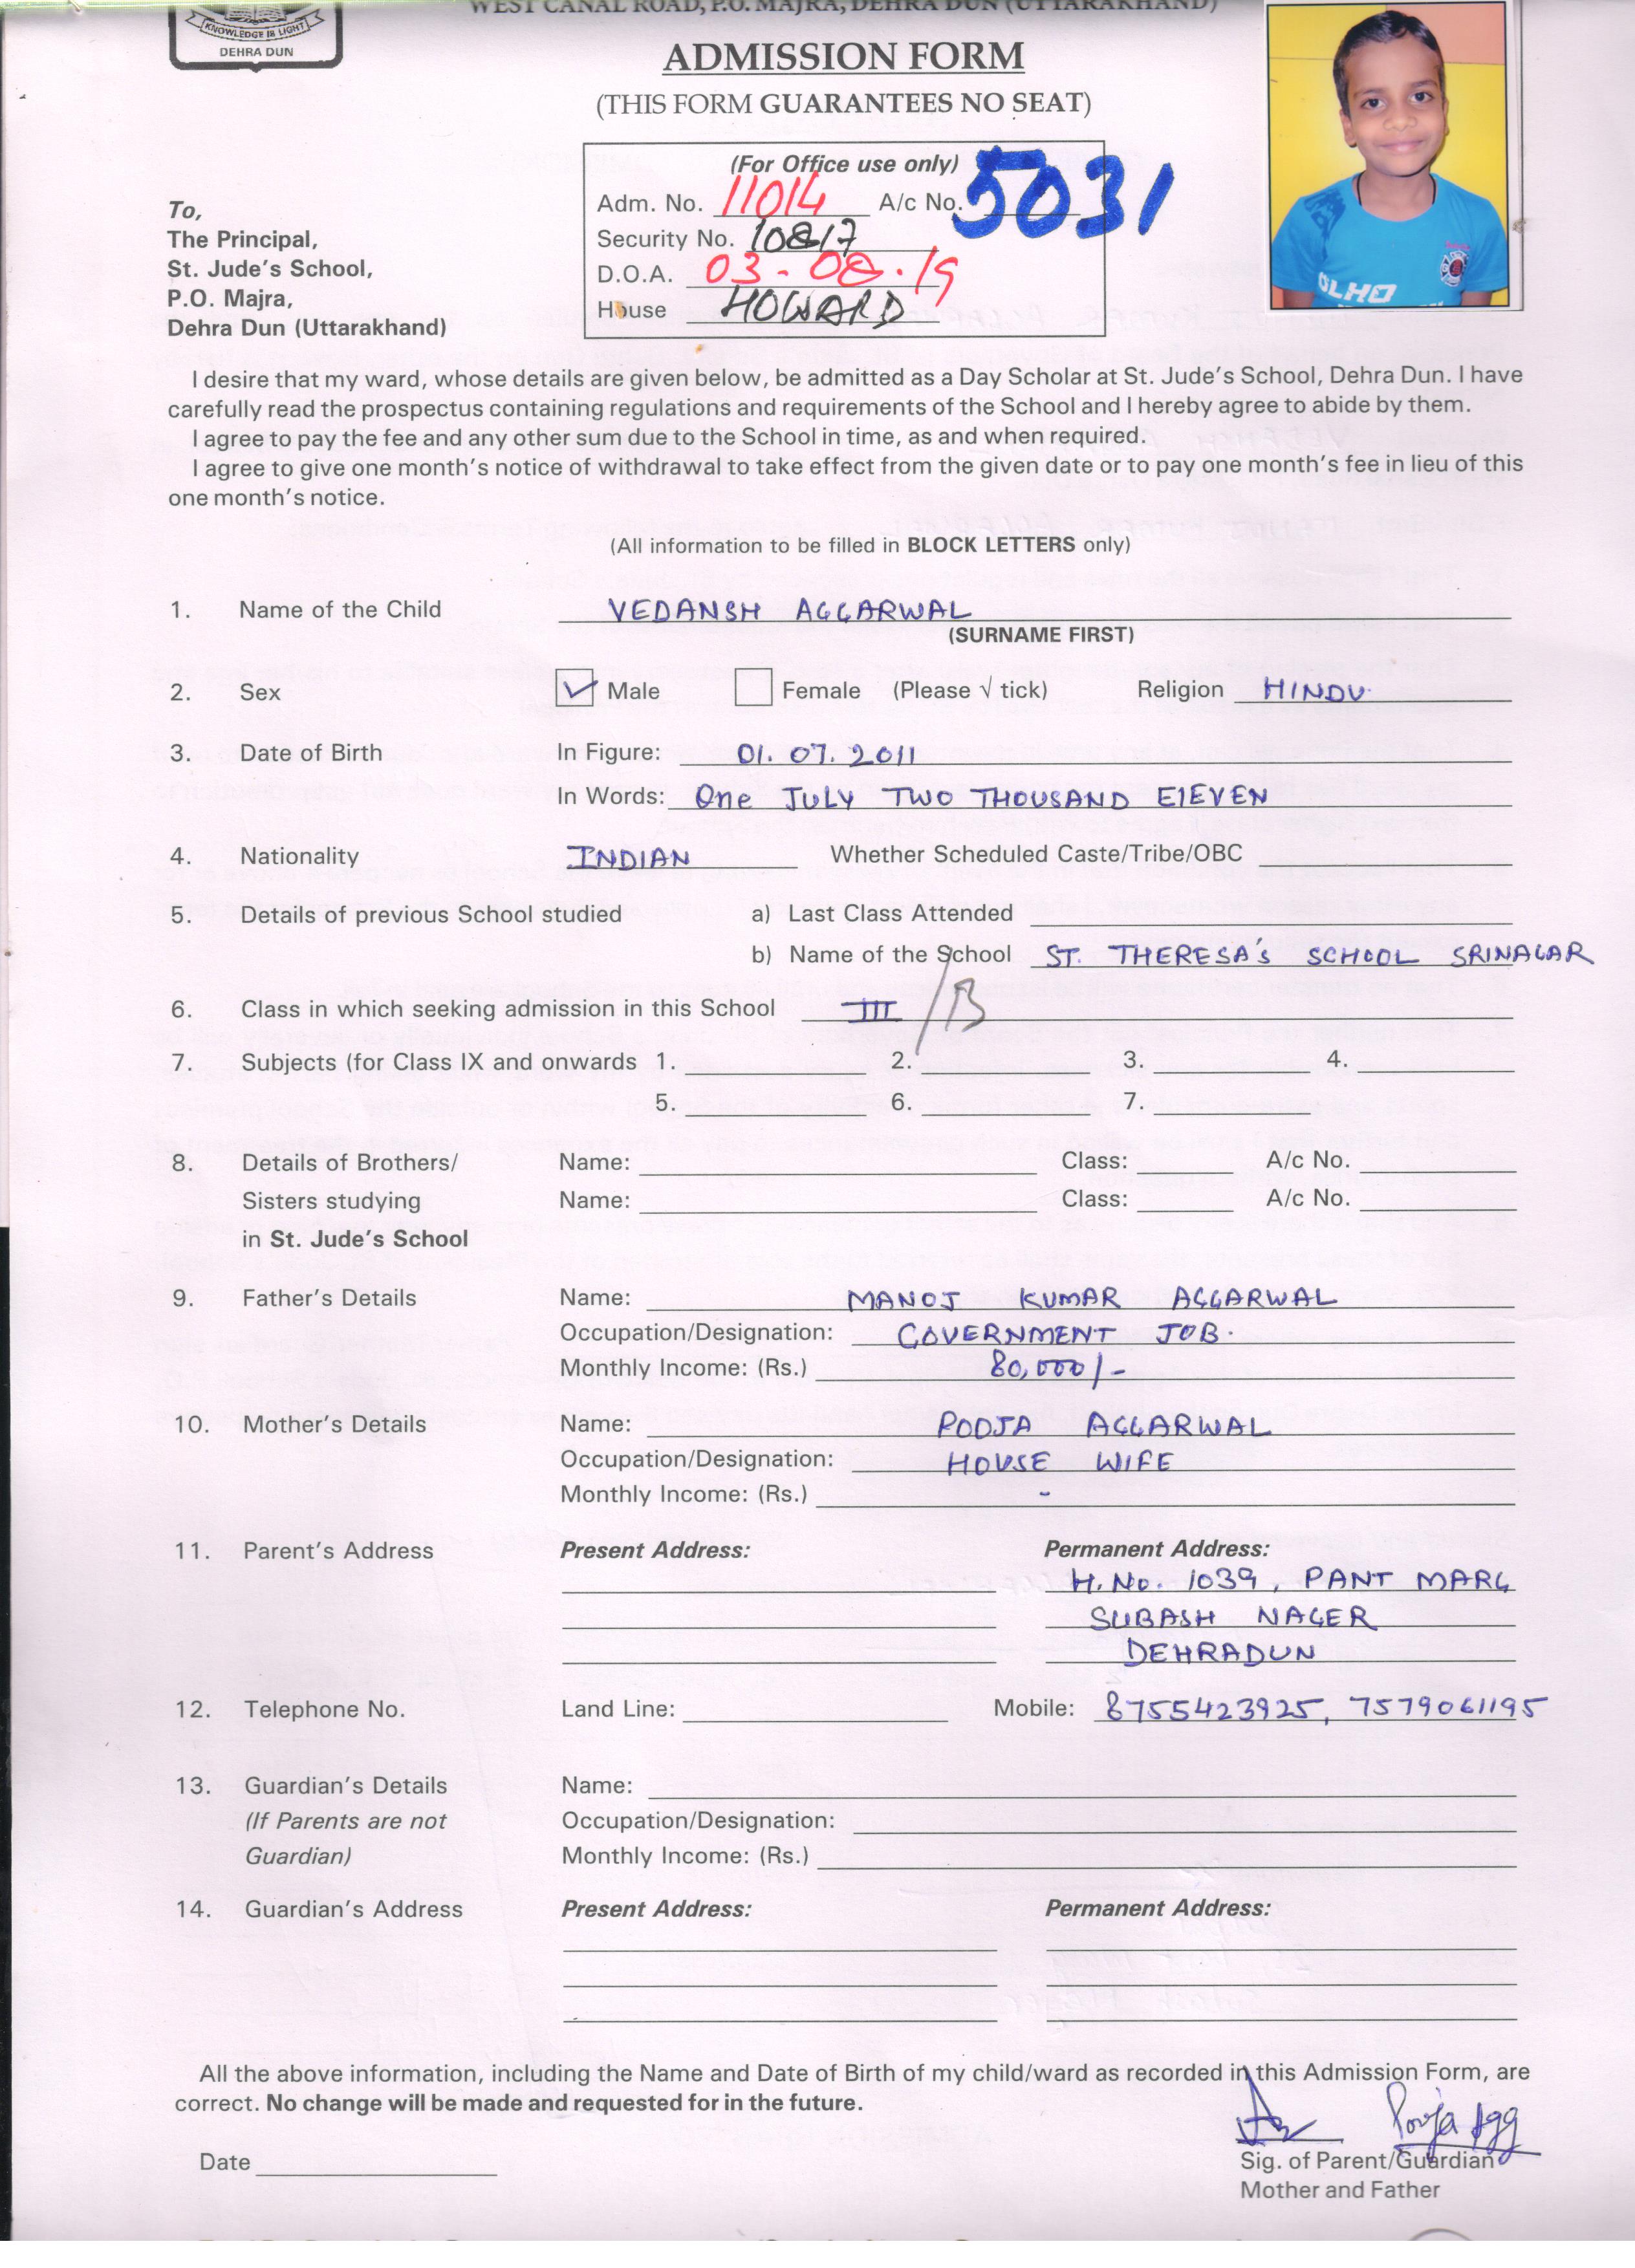 WEST CANAL ROAD, P.O. MAJRA, DEHRA DUN (UTTARAKHAND)
KNOWLEDGE IS LIGHT
DEHRA DUN
ADMISSION FORM
(THIS FORM GUARANTEES NO SEAT)
(For Office use only)
Adm. No. 11014 A/c No. 5031
Security No. 10817
D.O.A. 03-08-19
House HOWARD
To,
The Principal,
St. Jude's School,
P.O. Majra,
Dehra Dun (Uttarakhand)
I desire that my ward, whose details are given below, be admitted as a Day Scholar at St. Jude's School, Dehra Dun. I have
carefully read the prospectus containing regulations and requirements of the School and I hereby agree to abide by them.
I agree to pay the fee and any other sum due to the School in time, as and when required.
I agree to give one month's notice of withdrawal to take effect from the given date or to pay one month's fee in lieu of this
one month's notice.
(All information to be filled in BLOCK LETTERS only)
1. Name of the Child VEDANSH AGGARWAL
(SURNAME FIRST)
2. Sex Male Female (Please √ tick) Religion HINDU
3. Date of Birth In Figure: 01.07.2011
In Words: One JULY TWO THOUSAND ElEVEN
4. Nationality INDIAN Whether Scheduled Caste/Tribe/OBC
5. Details of previous School studied a) Last Class Attended
b) Name of the School ST. THERESA's SCHOOL SRINAGAR
6. Class in which seeking admission in this School III/B
7. Subjects (for Class IX and onwards 1. 2. 3. 4.
5. 6. 7.
8. Details of Brothers/ Name: Class: A/c No.
Sisters studying Name: Class: A/c No.
in St. Jude's School
9. Father's Details Name: MANOJ KUMAR AGGARWAL
Occupation/Designation: GOVERNMENT JOB.
Monthly Income: (Rs.) 80,000/-
10. Mother's Details Name: POOJA AGGARWAL
Occupation/Designation: HOUSE WIFE
Monthly Income: (Rs.) -
11. Parent's Address Present Address: Permanent Address:
H.No. 1039, PANT MARG
SUBASH NAGER
DEHRADUN
12. Telephone No. Land Line: Mobile: 8755423925, 7579061195
13. Guardian's Details Name:
(If Parents are not Occupation/Designation:
Guardian) Monthly Income: (Rs.)
14. Guardian's Address Present Address: Permanent Address:
All the above information, including the Name and Date of Birth of my child/ward as recorded in this Admission Form, are
correct. No change will be made and requested for in the future.
Pooja Agg
Date Sig. of Parent/Guardian
Mother and Father